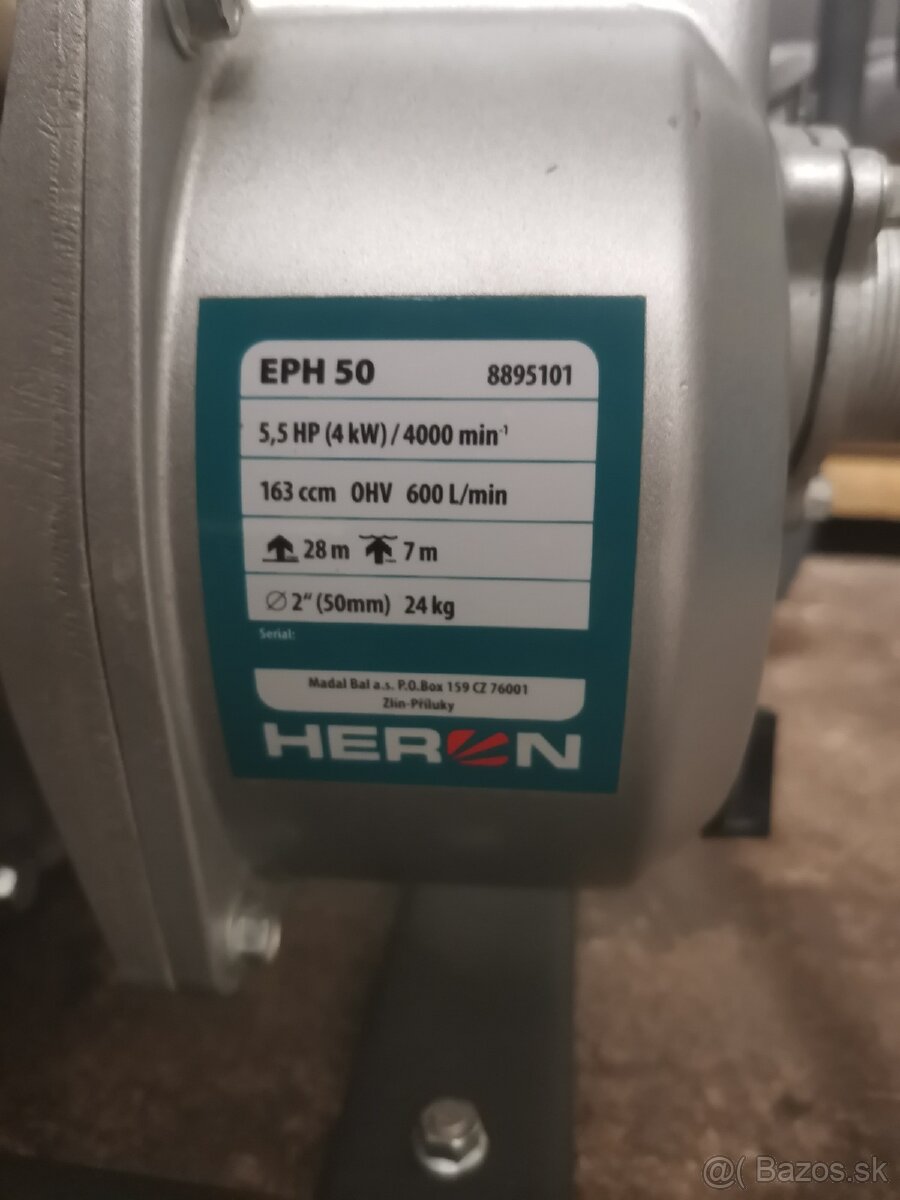 EPH 50 8895101
5,5 HP (4 kW) / 4000 min⁻¹
163 ccm OHV 600 L/min
28 m 7 m
∅ 2“ (50mm) 24 kg
Serial:
Madal Bal a.s. P.O.Box 159 CZ 76001
Zlín-Příluky
HERON
@( Bazos.sk